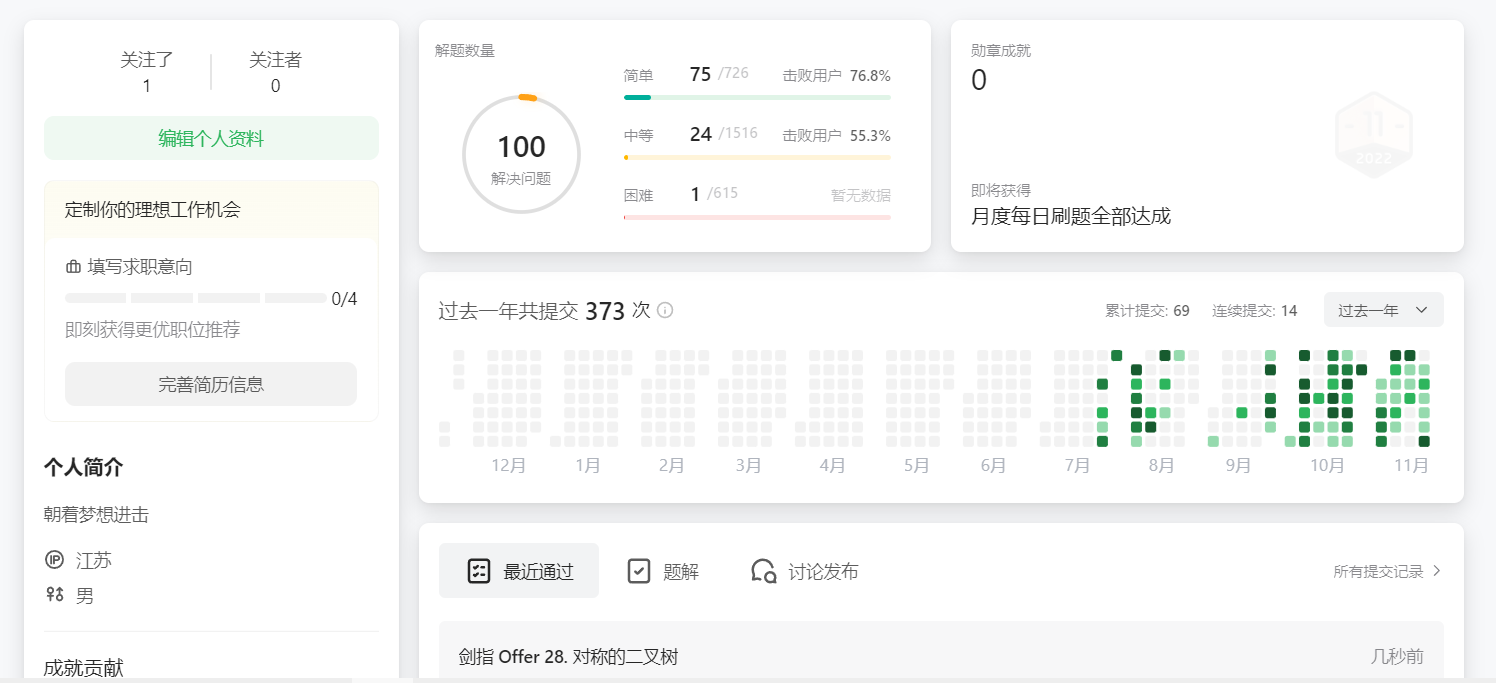 关注了
关注者
1
0
编辑个人资料
定制你的理想工作机会
填写求职意向
0/4
即刻获得更优职位推荐
完善简历信息
个人简介
朝着梦想进击
IP 江苏
男
成就贡献
解题数量
100
解决问题
简单 75 /726 击败用户 76.8%
中等 24 /1516 击败用户 55.3%
困难 1 /615 暂无数据
勋章成就
0
11
2022
即将获得
月度每日刷题全部达成
过去一年共提交 373 次
累计提交: 69 连续提交: 14 过去一年
12月 1月 2月 3月 4月 5月 6月 7月 8月 9月 10月 11月
最近通过 题解 讨论发布 所有提交记录
剑指 Offer 28. 对称的二叉树 几秒前